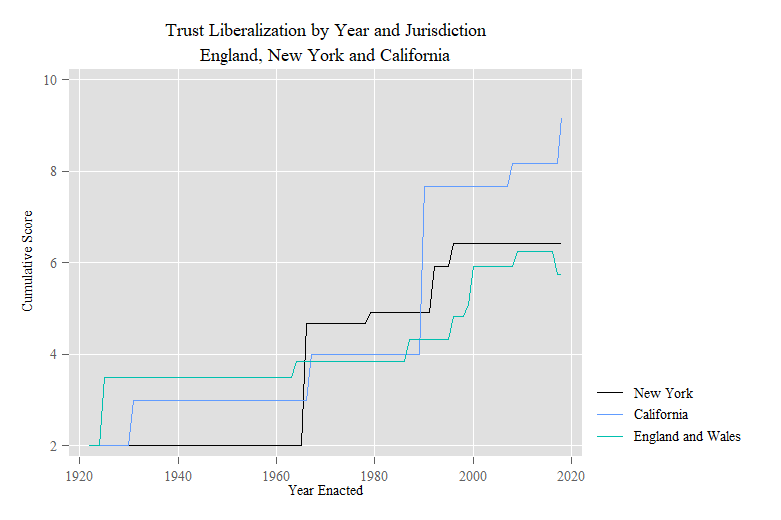 Trust Liberalization by Year and Jurisdiction
England, New York and California
10
8
6
4
2
Cumulative Score
1920 1940 1960 1980 2000 2020
Year Enacted
New York
California
England and Wales